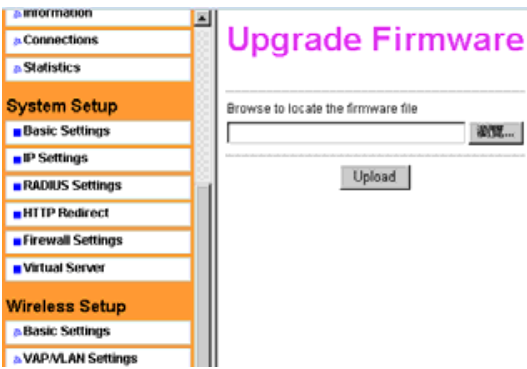 Information
Connections
Statistics
System Setup
Basic Settings
IP Settings
RADIUS Settings
HTTP Redirect
Firewall Settings
Virtual Server
Wireless Setup
Basic Settings
VAP/VLAN Settings
Upgrade Firmware
Browse to locate the firmware file
瀏覽...
Upload